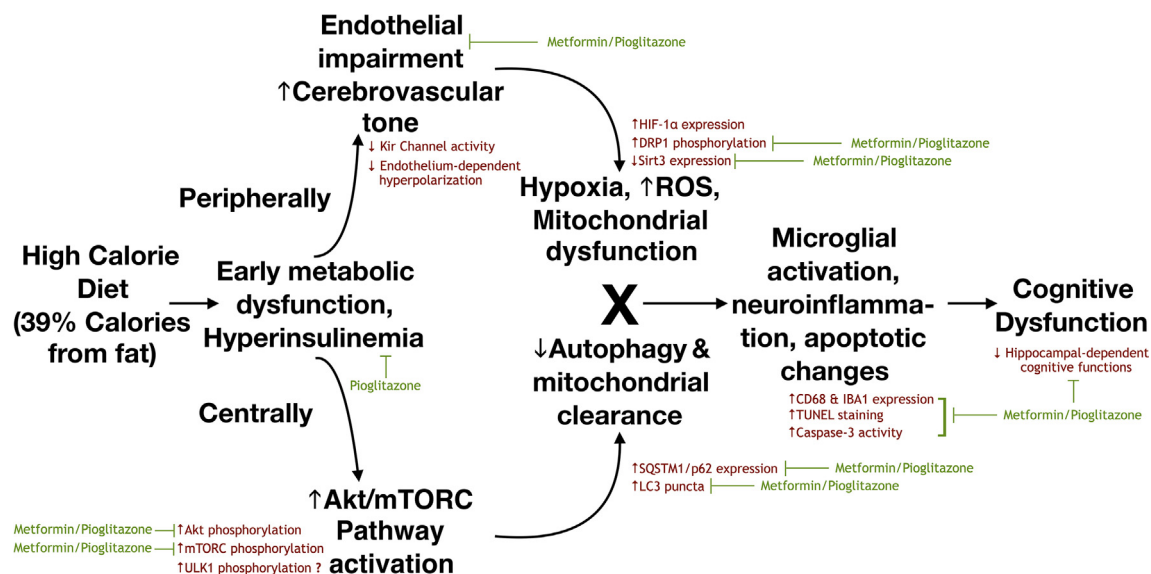 Endothelial
impairment
↑Cerebrovascular
tone
Metformin/Pioglitazone
↓ Kir Channel activity
↓ Endothelium-dependent
hyperpolarization
Peripherally
↑HIF-1α expression
↑DRP1 phosphorylation
Metformin/Pioglitazone
↓Sirt3 expression
Metformin/Pioglitazone
Hypoxia, ↑ROS,
Mitochondrial
dysfunction
High Calorie
Diet
(39% Calories
from fat)
Early metabolic
dysfunction,
Hyperinsulinemia
Pioglitazone
Centrally
X
↓Autophagy &
mitochondrial
clearance
Microglial
activation,
neuroinflamma-
tion, apoptotic
changes
↑CD68 & IBA1 expression
↑TUNEL staining
↑Caspase-3 activity
Metformin/Pioglitazone
Cognitive
Dysfunction
↓ Hippocampal-dependent
cognitive functions
↑SQSTM1/p62 expression
Metformin/Pioglitazone
↑LC3 puncta
Metformin/Pioglitazone
↑Akt/mTORC
Pathway
activation
Metformin/Pioglitazone
↑Akt phosphorylation
Metformin/Pioglitazone
↑mTORC phosphorylation
↑ULK1 phosphorylation ?